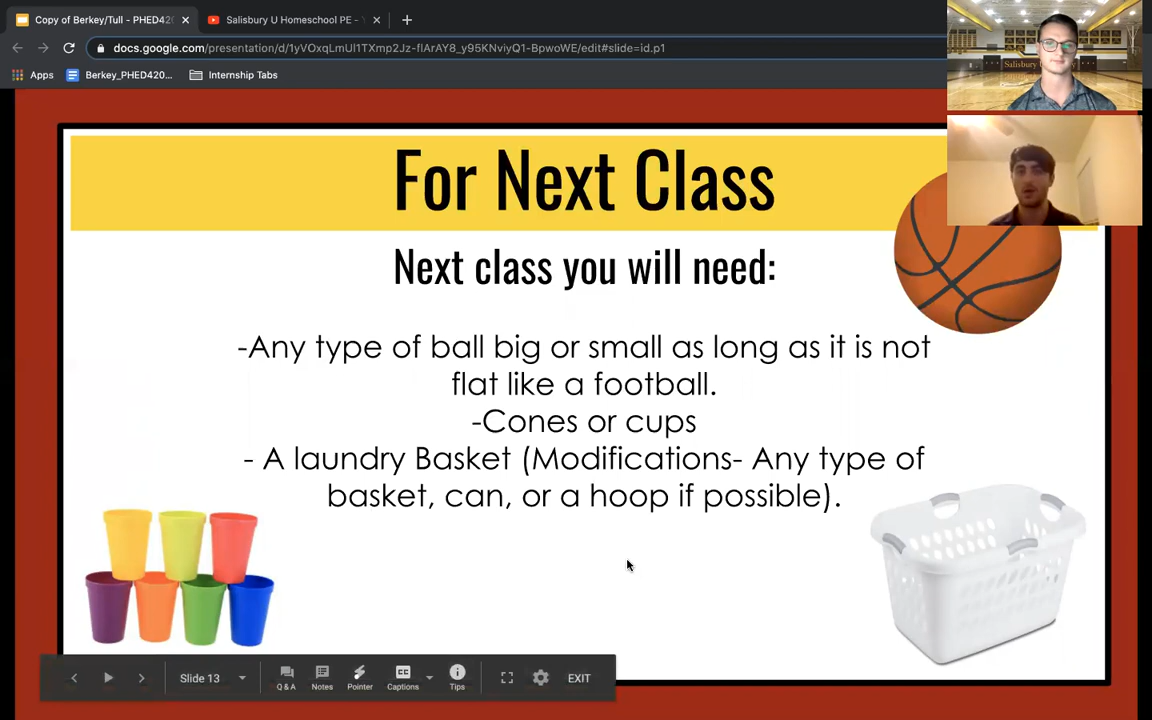 Copy of Berkey/Tull - PHED42
Salisbury U Homeschool PE - Y
docs.google.com/presentation/d/1yVOxqLmUl1TXmp2Jz-flArAY8_y95KNviyQ1-BpwoWE/edit#slide=id.p1
Apps
Berkey_PHED420...
Internship Tabs
Salisbury
For Next Class
Next class you will need:
-Any type of ball big or small as long as it is not
flat like a football.
-Cones or cups
- A laundry Basket (Modifications- Any type of
basket, can, or a hoop if possible).
Slide 13
Q & A
Notes
Pointer
Captions
Tips
EXIT